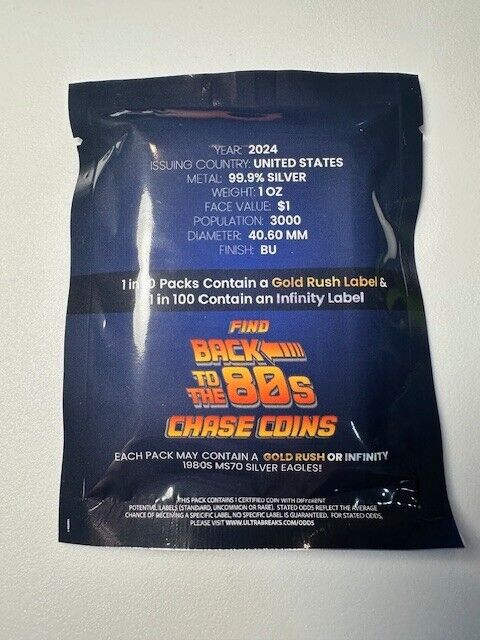 YEAR: 2024
ISSUING COUNTRY: UNITED STATES
METAL: 99.9% SILVER
WEIGHT: 1 OZ
FACE VALUE: $1
POPULATION: 3000
DIAMETER: 40.60 MM
FINISH: BU
1 in Packs Contain a Gold Rush Label &
1 in 100 Contain an Infinity Label
FIND
BACK
TO THE 80s
CHASE COINS
EACH PACK MAY CONTAIN A GOLD RUSH OR INFINITY
1980S MS70 SILVER EAGLES!
THIS PACK CONTAINS 1 CERTIFIED COIN WITH DIFFERENT
POTENTIAL LABELS (STANDARD, UNCOMMON OR RARE). STATED ODDS REFLECT THE AVERAGE
CHANCE OF RECEIVING A SPECIFIC LABEL, NO SPECIFIC LABEL IS GUARANTEED. FOR STATED ODDS,
PLEASE VISIT WWW.ULTRABREAKS.COM/ODDS